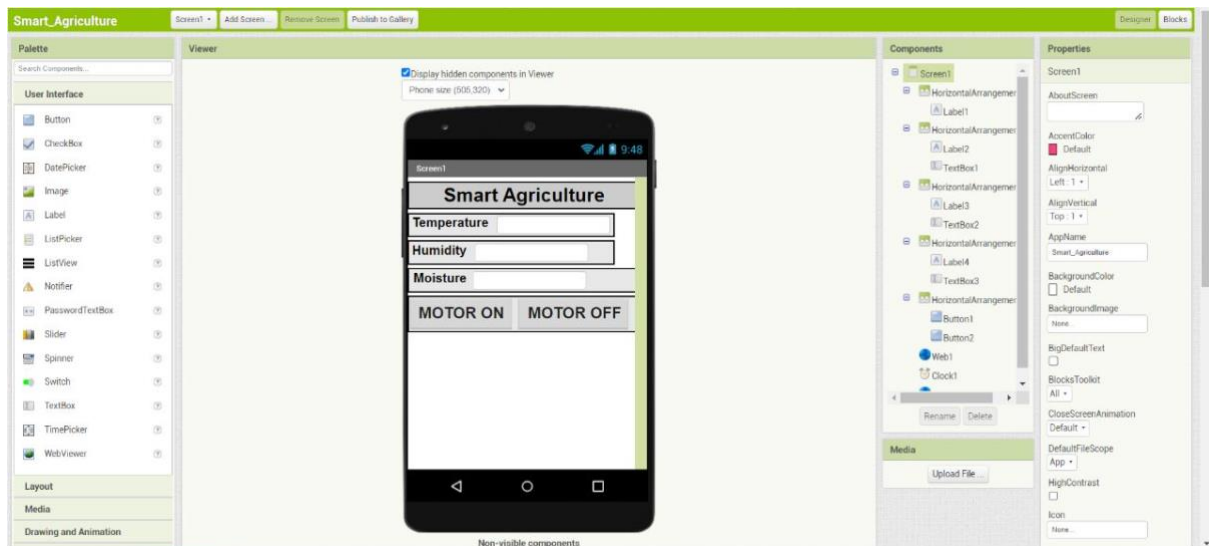 Smart_Agriculture
Screen1
Add Screen ...
Remove Screen
Publish to Gallery
Designer
Blocks
Palette
Search Components...
User Interface
Button
CheckBox
DatePicker
Image
Label
ListPicker
ListView
Notifier
PasswordTextBox
Slider
Spinner
Switch
TextBox
TimePicker
WebViewer
Layout
Media
Drawing and Animation
Viewer
Display hidden components in Viewer
Phone size (505,320)
9:48
Screen1
Smart Agriculture
Temperature
Humidity
Moisture
MOTOR ON MOTOR OFF
Non-visible components
Components
Screen1
HorizontalArrangemer
Label1
HorizontalArrangemer
Label2
TextBox1
HorizontalArrangemer
Label3
TextBox2
HorizontalArrangemer
Label4
TextBox3
HorizontalArrangemer
Button1
Button2
Web1
Clock1
Rename Delete
Media
Upload File ...
Properties
Screen1
AboutScreen
AccentColor
Default
AlignHorizontal
Left : 1
AlignVertical
Top : 1
AppName
Smart_Agriculture
BackgroundColor
Default
BackgroundImage
None...
BigDefaultText
BlocksToolkit
All
CloseScreenAnimation
Default
DefaultFileScope
App
HighContrast
Icon
None...